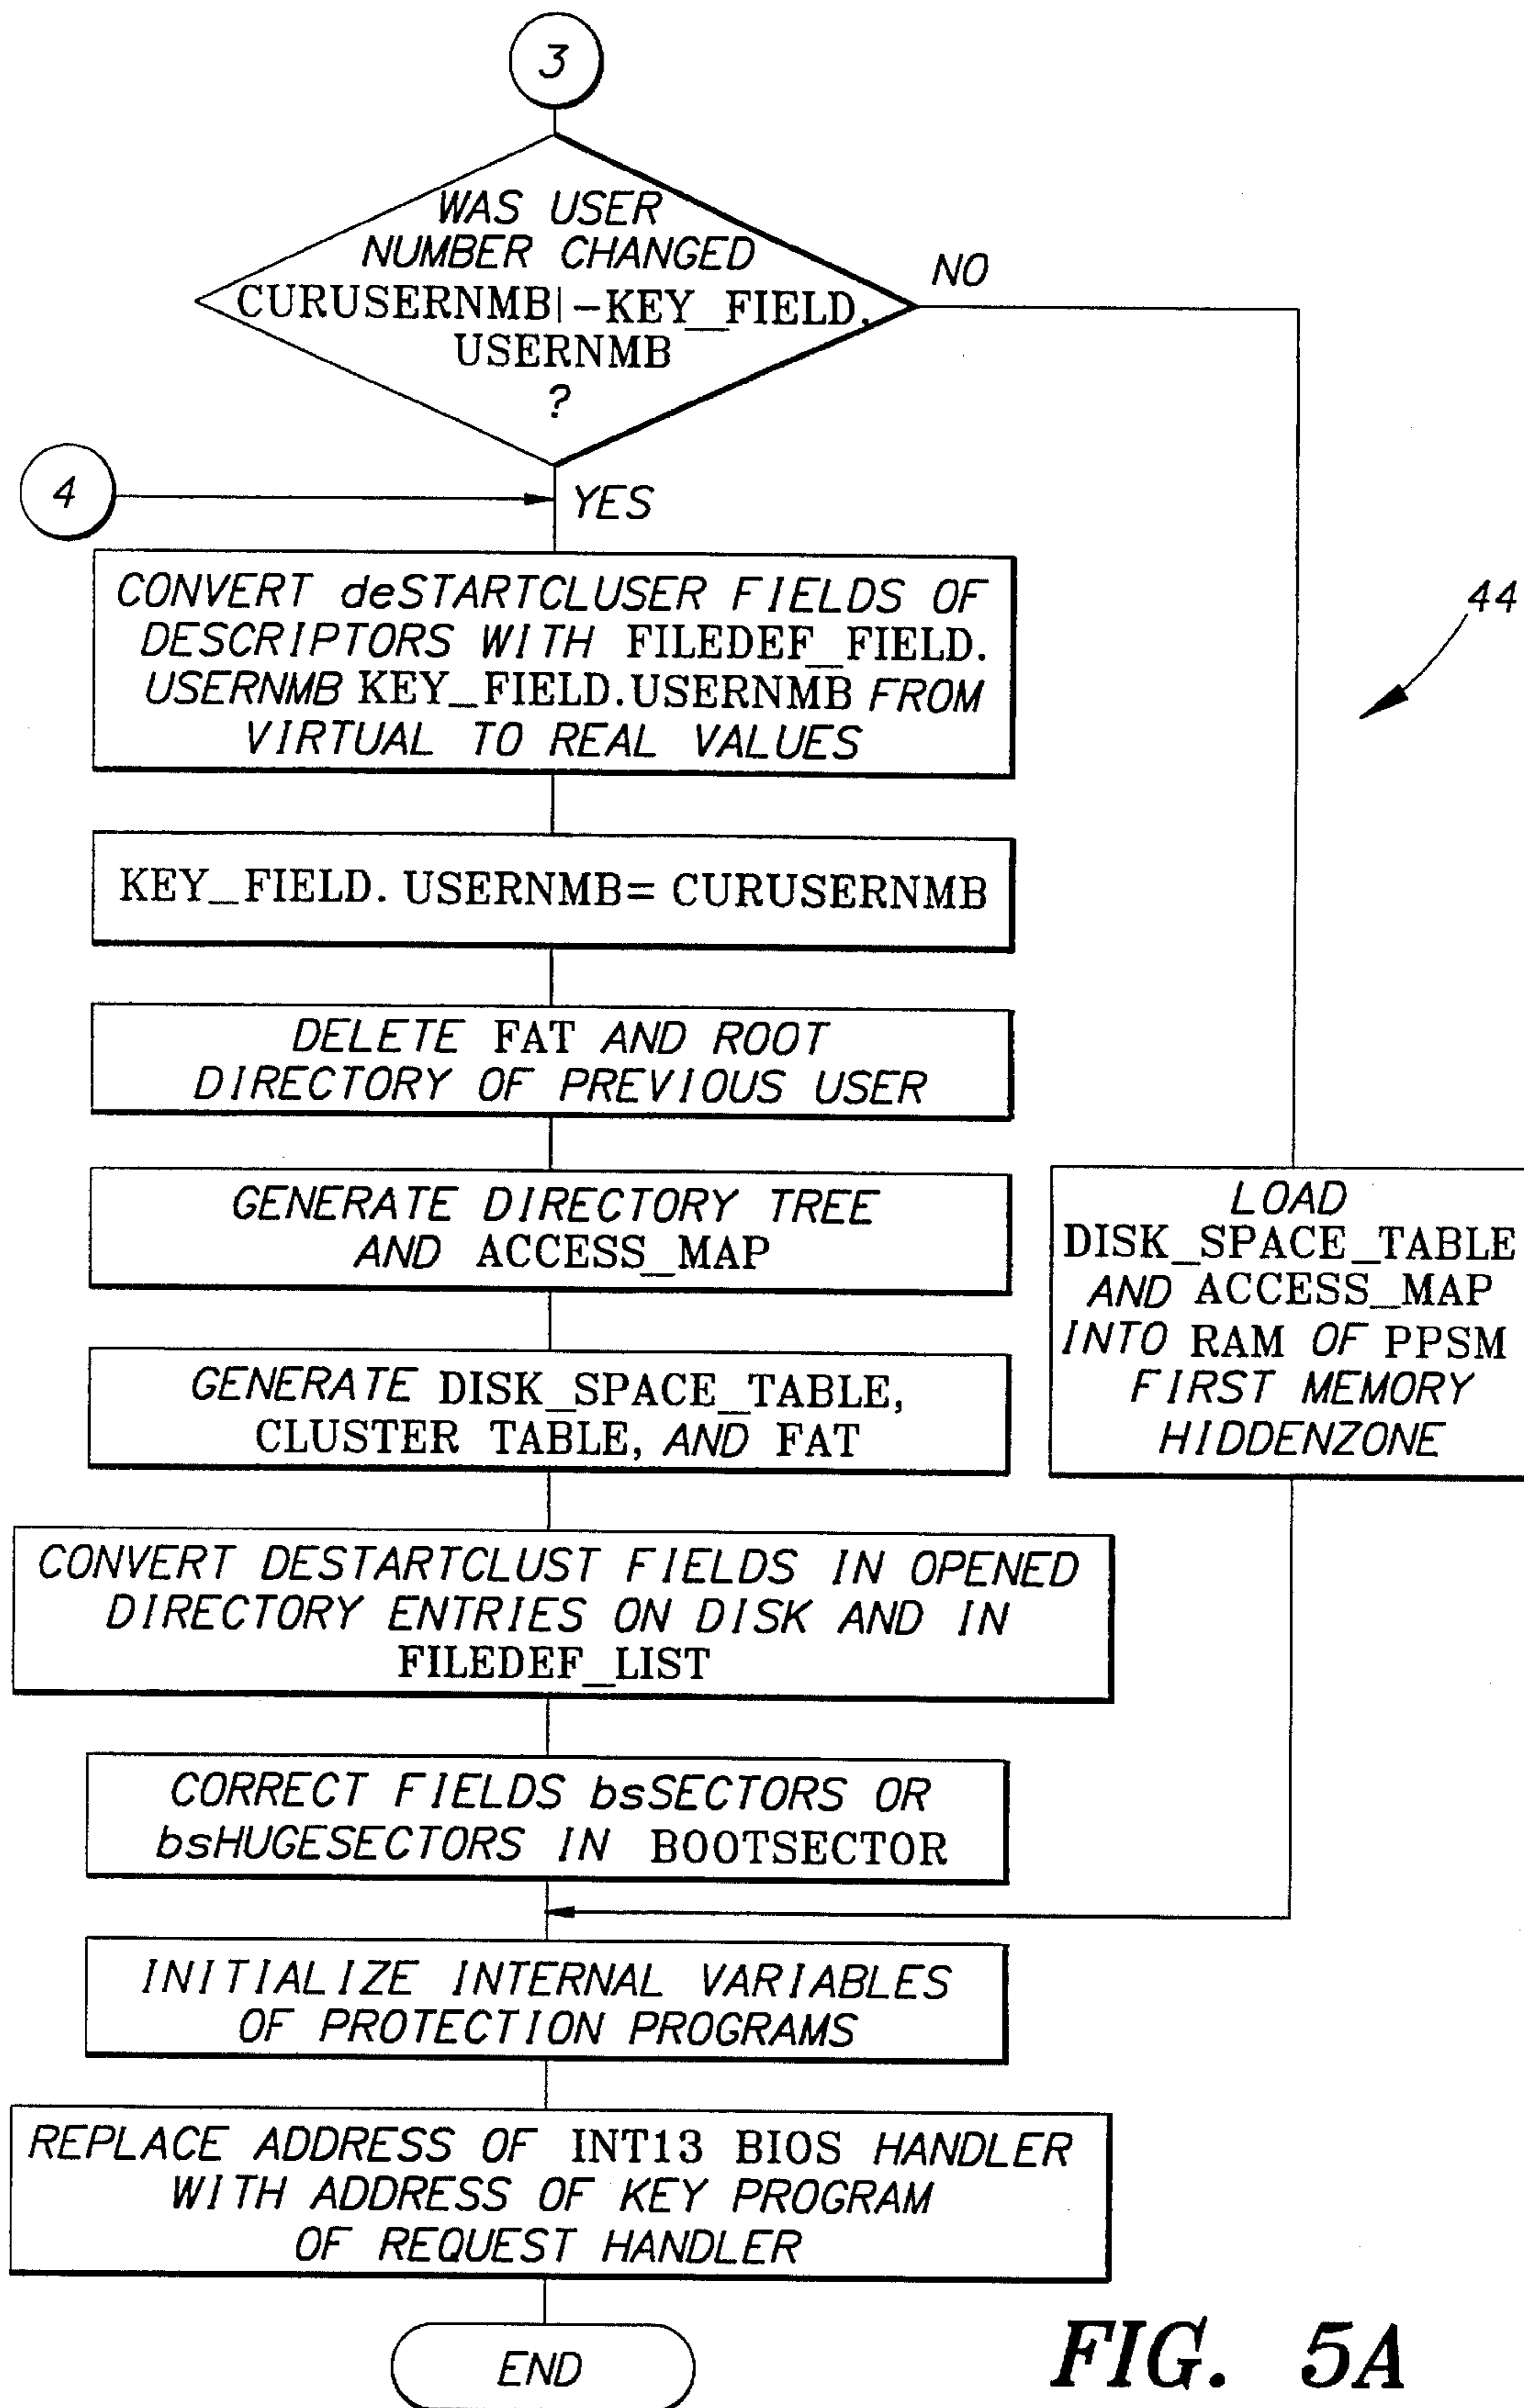 3
WAS USER
NUMBER CHANGED
CURUSERNMB|-KEY_FIELD.
USERNMB
?
NO
4
YES
CONVERT deSTARTCLUSER FIELDS OF
DESCRIPTORS WITH FILEDEF_FIELD.
USERNMB KEY_FIELD.USERNMB FROM
VIRTUAL TO REAL VALUES
44
KEY_FIELD. USERNMB= CURUSERNMB
DELETE FAT AND ROOT
DIRECTORY OF PREVIOUS USER
GENERATE DIRECTORY TREE
AND ACCESS_MAP
LOAD
DISK_SPACE_TABLE
AND ACCESS_MAP
INTO RAM OF PPSM
FIRST MEMORY
HIDDENZONE
GENERATE DISK_SPACE_TABLE,
CLUSTER TABLE, AND FAT
CONVERT DESTARTCLUST FIELDS IN OPENED
DIRECTORY ENTRIES ON DISK AND IN
FILEDEF_LIST
CORRECT FIELDS bsSECTORS OR
bsHUGESECTORS IN BOOTSECTOR
INITIALIZE INTERNAL VARIABLES
OF PROTECTION PROGRAMS
REPLACE ADDRESS OF INT13 BIOS HANDLER
WITH ADDRESS OF KEY PROGRAM
OF REQUEST HANDLER
END
FIG. 5A